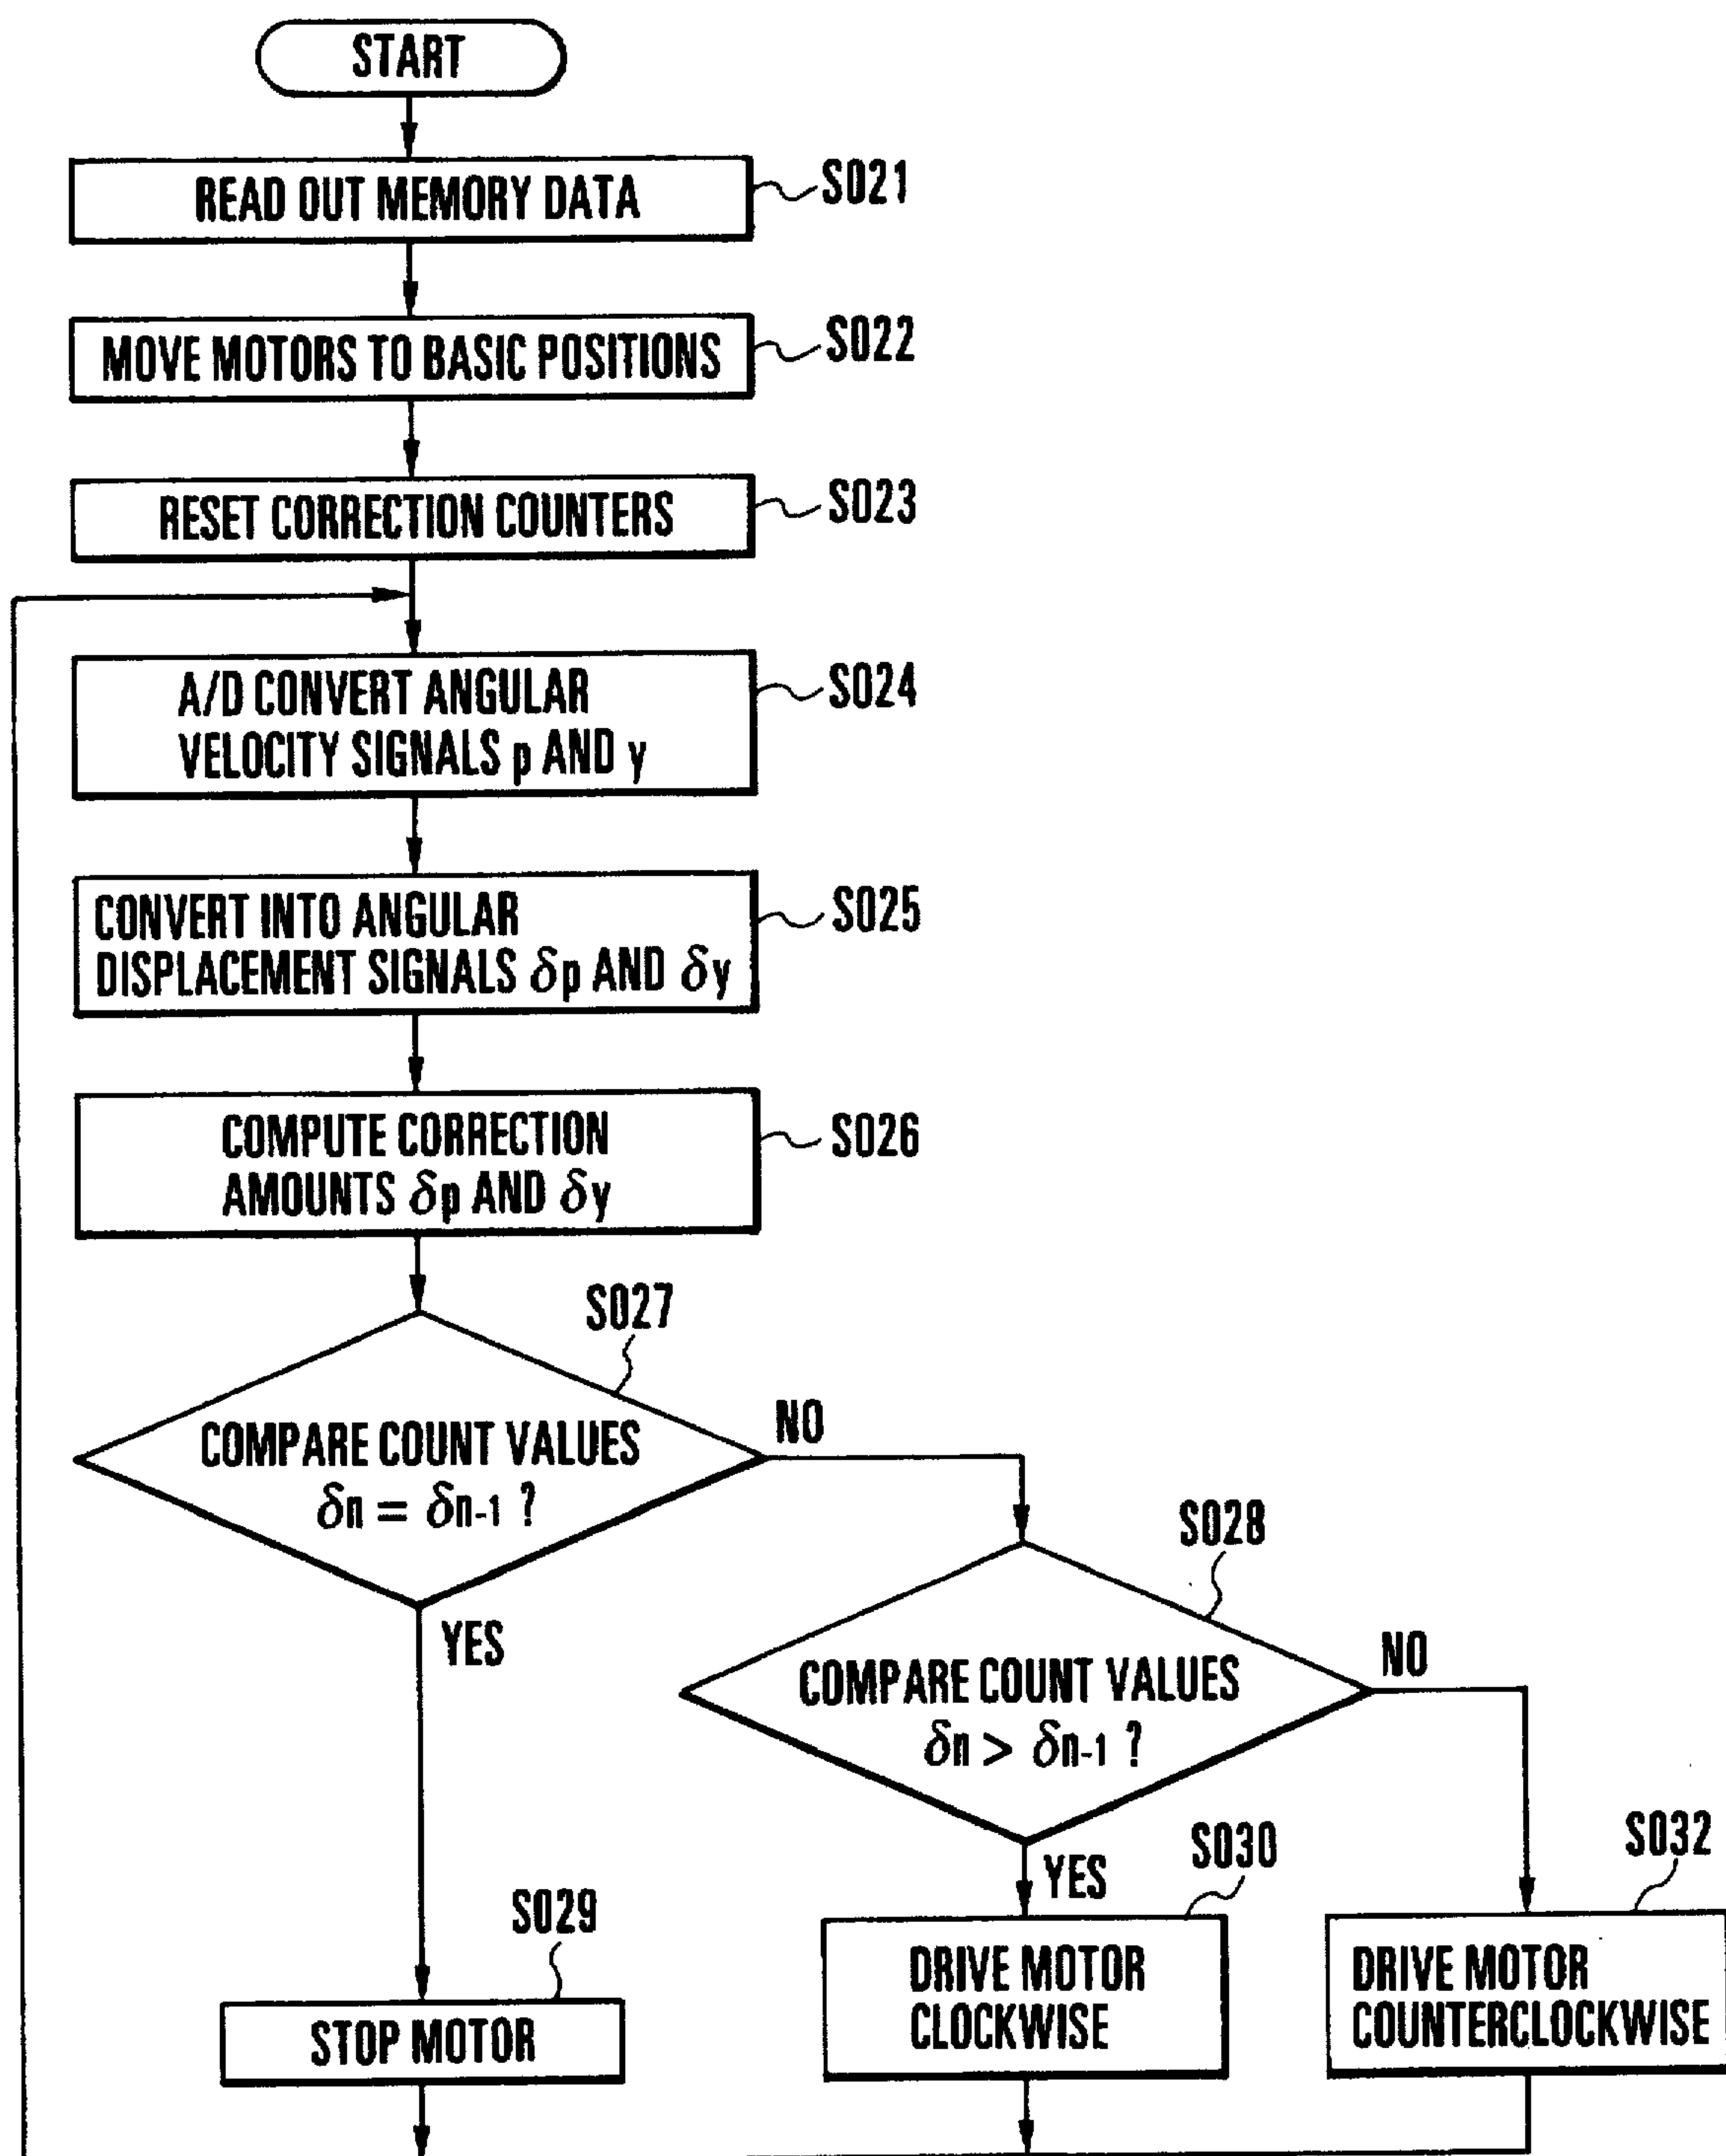 START
READ OUT MEMORY DATA
S021
MOVE MOTORS TO BASIC POSITIONS
S022
RESET CORRECTION COUNTERS
S023
A/D CONVERT ANGULAR
VELOCITY SIGNALS p AND y
S024
CONVERT INTO ANGULAR
DISPLACEMENT SIGNALS δp AND δy
S025
COMPUTE CORRECTION
AMOUNTS δp AND δy
S026
S027
COMPARE COUNT VALUES
δn = δn-1 ?
NO
YES
S028
COMPARE COUNT VALUES
δn > δn-1 ?
NO
YES
S029
STOP MOTOR
S030
DRIVE MOTOR
CLOCKWISE
S032
DRIVE MOTOR
COUNTERCLOCKWISE